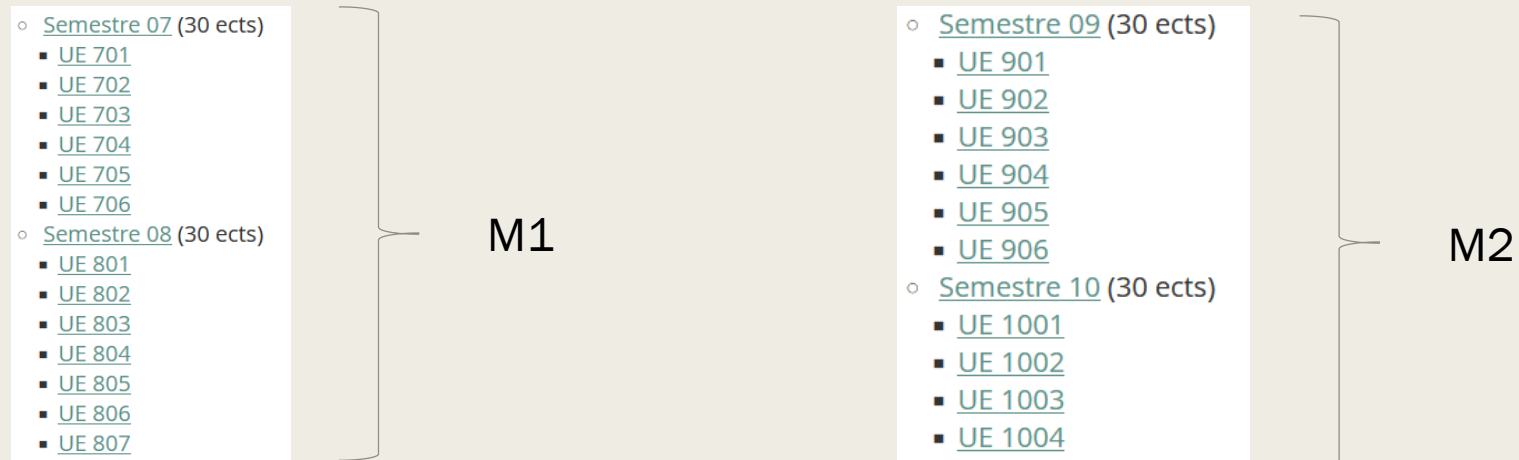 Semestre 07 (30 ects)
UE 701
UE 702
UE 703
UE 704
UE 705
UE 706
Semestre 08 (30 ects)
UE 801
UE 802
UE 803
UE 804
UE 805
UE 806
UE 807
M1
Semestre 09 (30 ects)
UE 901
UE 902
UE 903
UE 904
UE 905
UE 906
Semestre 10 (30 ects)
UE 1001
UE 1002
UE 1003
UE 1004
M2